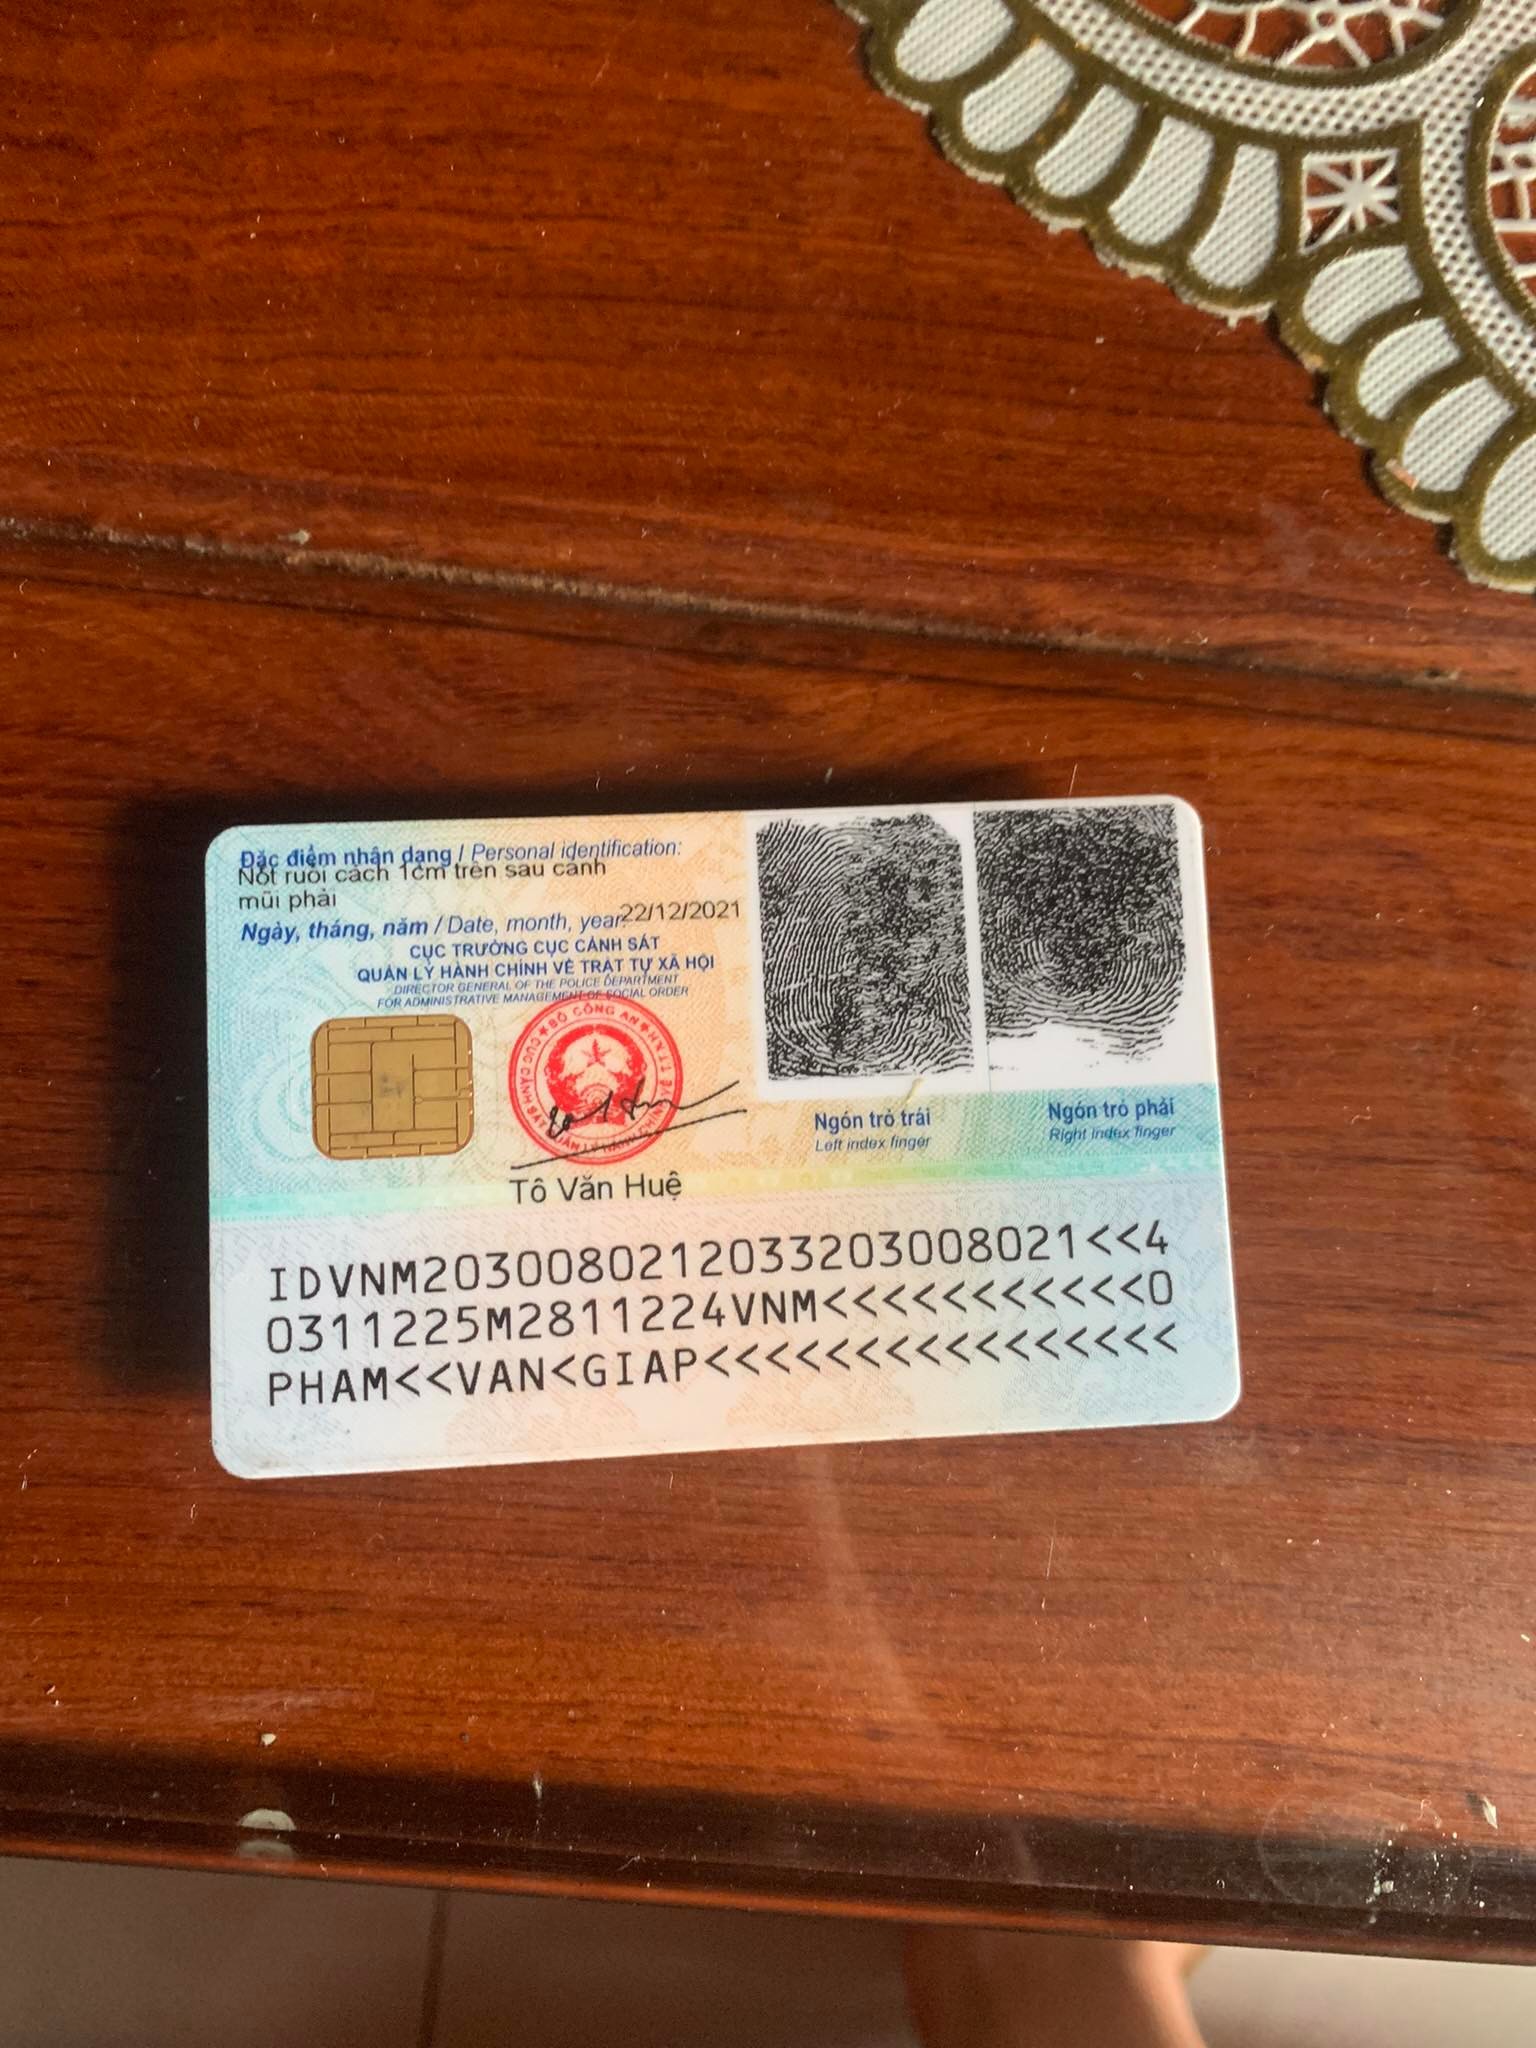 Đặc điểm nhận dạng / Personal identification:
Nốt ruồi cách 1cm trên sau cánh
mũi phải
Ngày, tháng, năm / Date, month, year: 22/12/2021
CỤC TRƯỞNG CỤC CẢNH SÁT
QUẢN LÝ HÀNH CHÍNH VỀ TRẬT TỰ XÃ HỘI
DIRECTOR GENERAL OF THE POLICE DEPARTMENT
FOR ADMINISTRATIVE MANAGEMENT OF SOCIAL ORDER
BỘ CÔNG AN
Tô Văn Huệ
Ngón trỏ trái
Left index finger
Ngón trỏ phải
Right index finger
IDVNM2030080212033203008021<<4
0311225M2811224VNM<<<<<<<<<<<0
PHAM<<VAN<GIAP<<<<<<<<<<<<<<<<